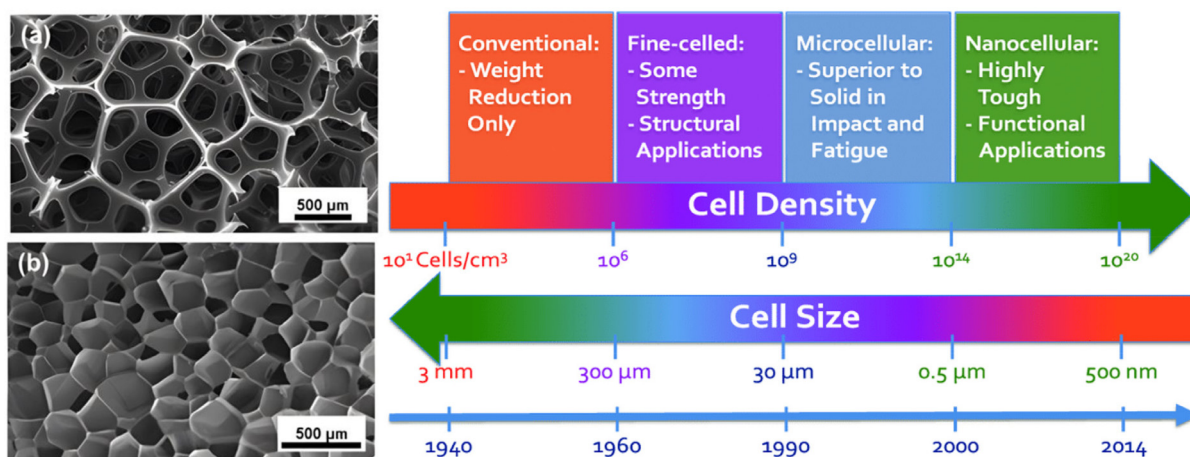 (a)
500 µm
(b)
500 µm
Conventional:
- Weight
Reduction
Only
Fine-celled:
- Some
Strength
- Structural
Applications
Microcellular:
- Superior to
Solid in
Impact and
Fatigue
Nanocellular:
- Highly
Tough
- Functional
Applications
Cell Density
10¹ Cells/cm³ 10⁶ 10⁹ 10¹⁴ 10²⁰
Cell Size
3 mm 300 µm 30 µm 0.5 µm 500 nm
1940 1960 1990 2000 2014